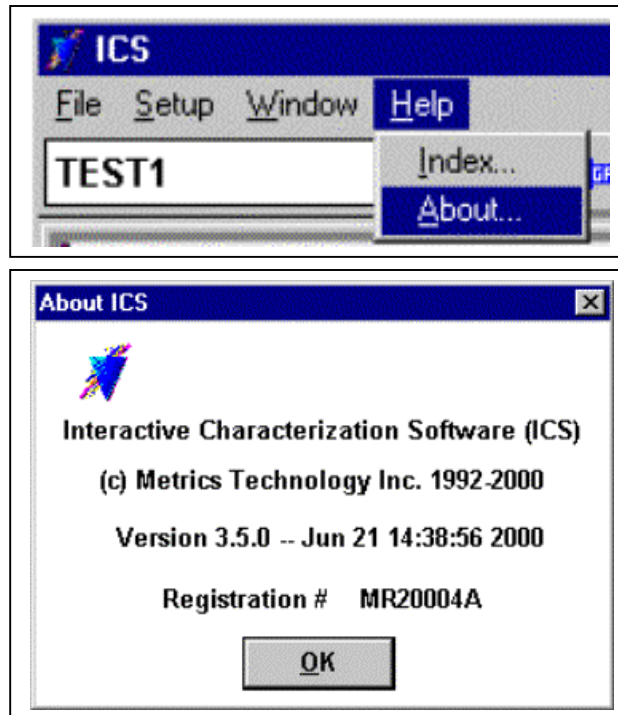 ICS
File Setup Window Help
TEST1
Index...
About...
About ICS
Interactive Characterization Software (ICS)
(c) Metrics Technology Inc. 1992-2000
Version 3.5.0 -- Jun 21 14:38:56 2000
Registration # MR20004A
OK